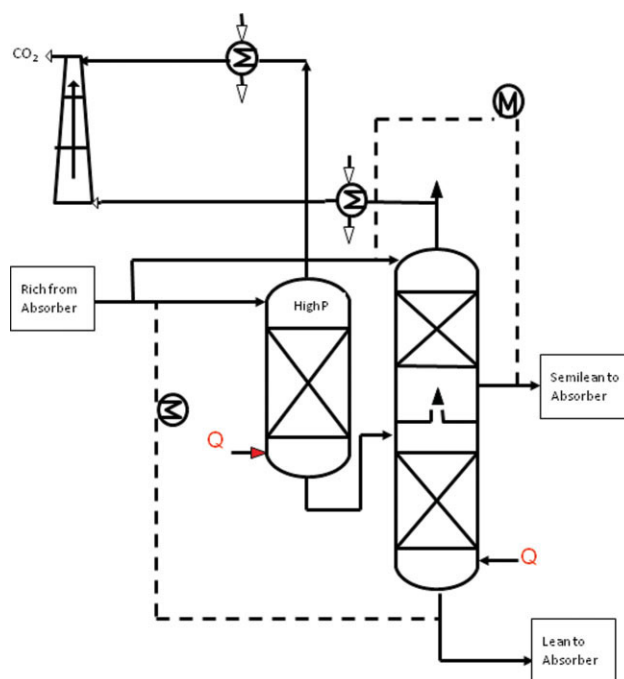 CO₂
M
M
M
Rich from
Absorber
High P
Semilean to
Absorber
M
Q
Q
Lean to
Absorber